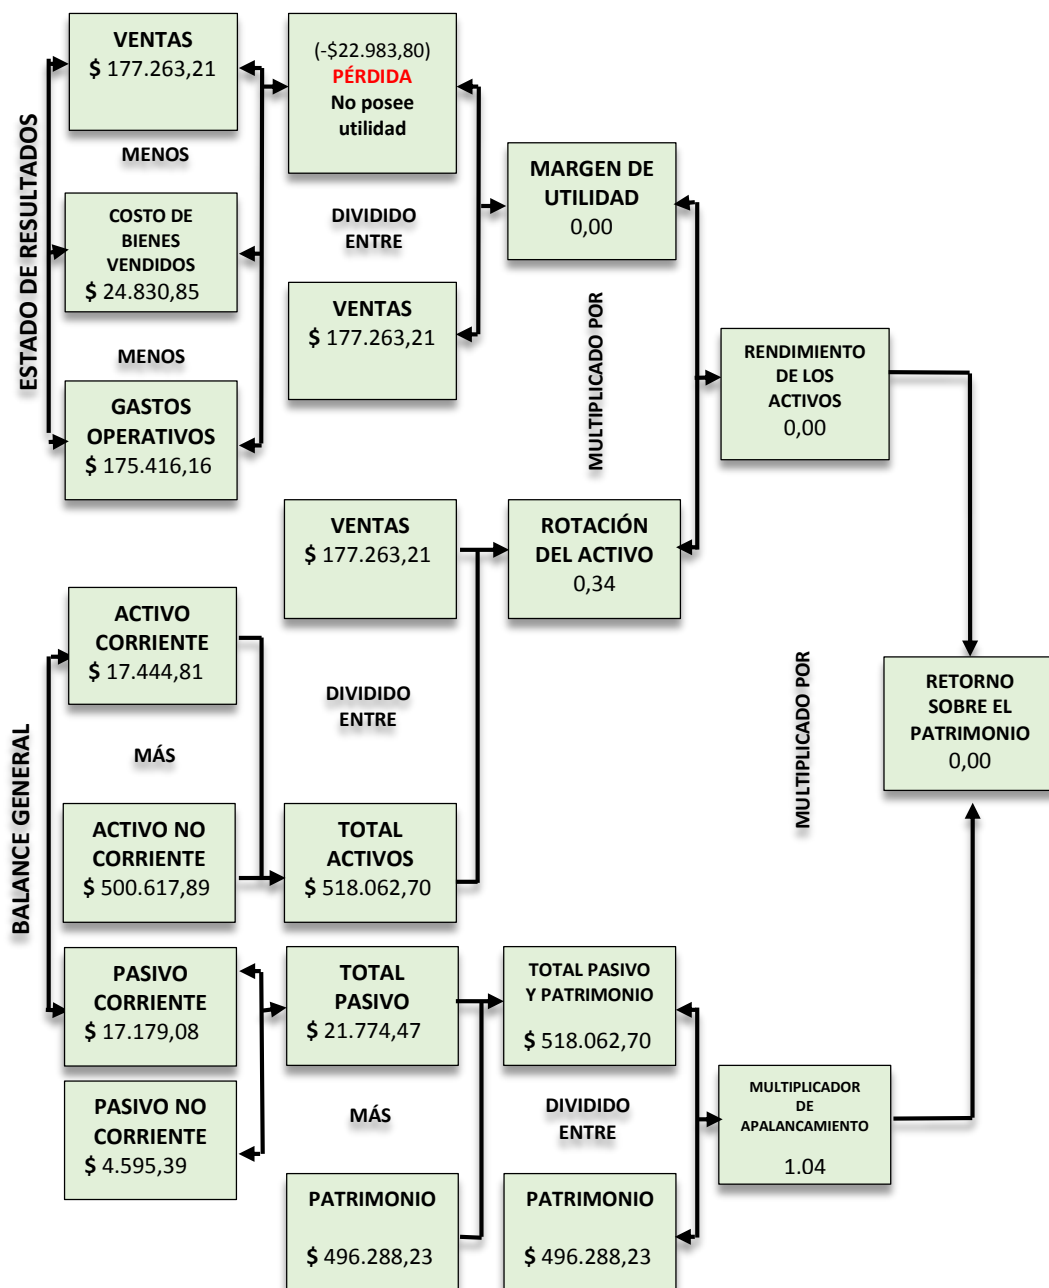 ESTADO DE RESULTADOS
VENTAS
$ 177.263,21
MENOS
COSTO DE
BIENES
VENDIDOS
$ 24.830,85
MENOS
GASTOS
OPERATIVOS
$ 175.416,16
(-$22.983,80)
PÉRDIDA
No posee
utilidad
DIVIDIDO
ENTRE
VENTAS
$ 177.263,21
MARGEN DE
UTILIDAD
0,00
MULTIPLICADO POR
RENDIMIENTO
DE LOS
ACTIVOS
0,00
VENTAS
$ 177.263,21
ROTACIÓN
DEL ACTIVO
0,34
BALANCE GENERAL
ACTIVO
CORRIENTE
$ 17.444,81
MÁS
ACTIVO NO
CORRIENTE
$ 500.617,89
DIVIDIDO
ENTRE
TOTAL
ACTIVOS
$ 518.062,70
MULTIPLICADO POR
RETORNO
SOBRE EL
PATRIMONIO
0,00
PASIVO
CORRIENTE
$ 17.179,08
PASIVO NO
CORRIENTE
$ 4.595,39
TOTAL
PASIVO
$ 21.774,47
MÁS
PATRIMONIO
$ 496.288,23
TOTAL PASIVO
Y PATRIMONIO
$ 518.062,70
DIVIDIDO
ENTRE
PATRIMONIO
$ 496.288,23
MULTIPLICADOR
DE
APALANCAMIENTO
1.04